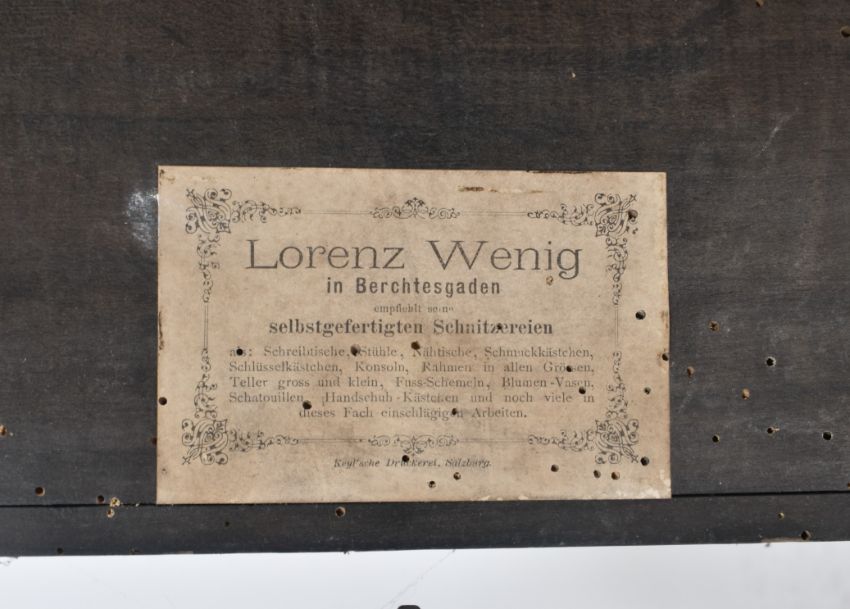 Lorenz Wenig
in Berchtesgaden
empfiehlt seine
selbstgefertigten Schnitzereien
als: Schreibtische, Stühle, Nähtische, Schmuckkästchen,
Schlüsselkästchen, Konsoln, Rahmen in allen Grössen,
Teller gross und klein, Fuss-Schemeln, Blumen-Vasen,
Schatouillen, Handschuh-Kästchen und noch viele in
dieses Fach einschlägigen Arbeiten.
Keyl'sche Druckerei, Salzburg.